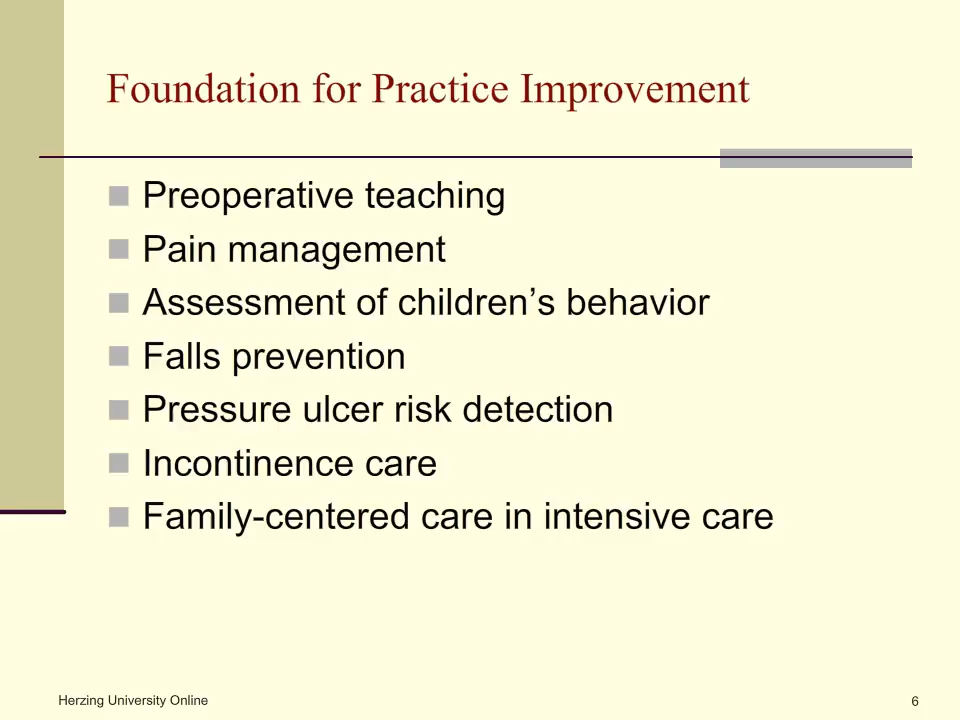 Foundation for Practice Improvement
Preoperative teaching
Pain management
Assessment of children’s behavior
Falls prevention
Pressure ulcer risk detection
Incontinence care
Family-centered care in intensive care
Herzing University Online
6